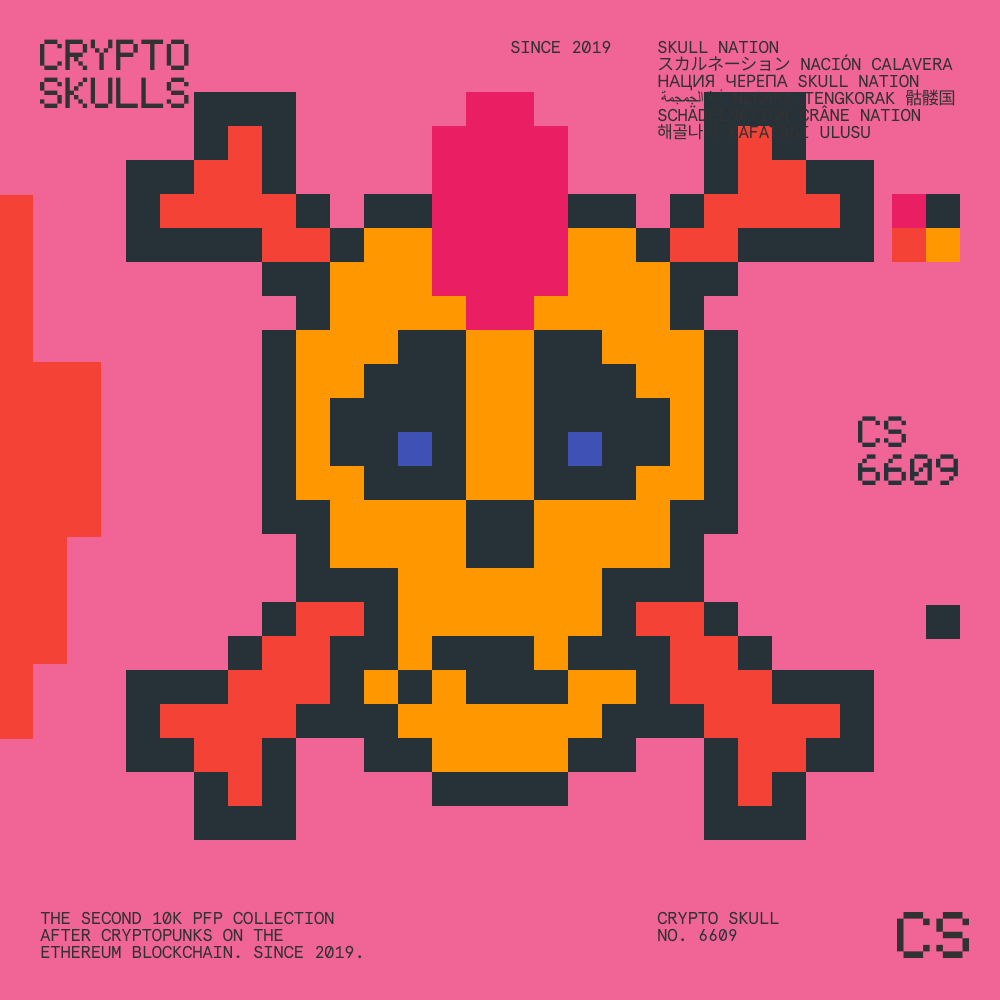 CRYPTO
SKULLS
SINCE 2019
SKULL NATION
スカルネーション NACIÓN CALAVERA
НАЦИЯ ЧЕРЕПА SKULL NATION
TENGKORAK 骷髅国
CRÂNE NATION
ULUSU
CS
6609
THE SECOND 10K PFP COLLECTION
AFTER CRYPTOPUNKS ON THE
ETHEREUM BLOCKCHAIN. SINCE 2019.
CRYPTO SKULL
NO. 6609
CS